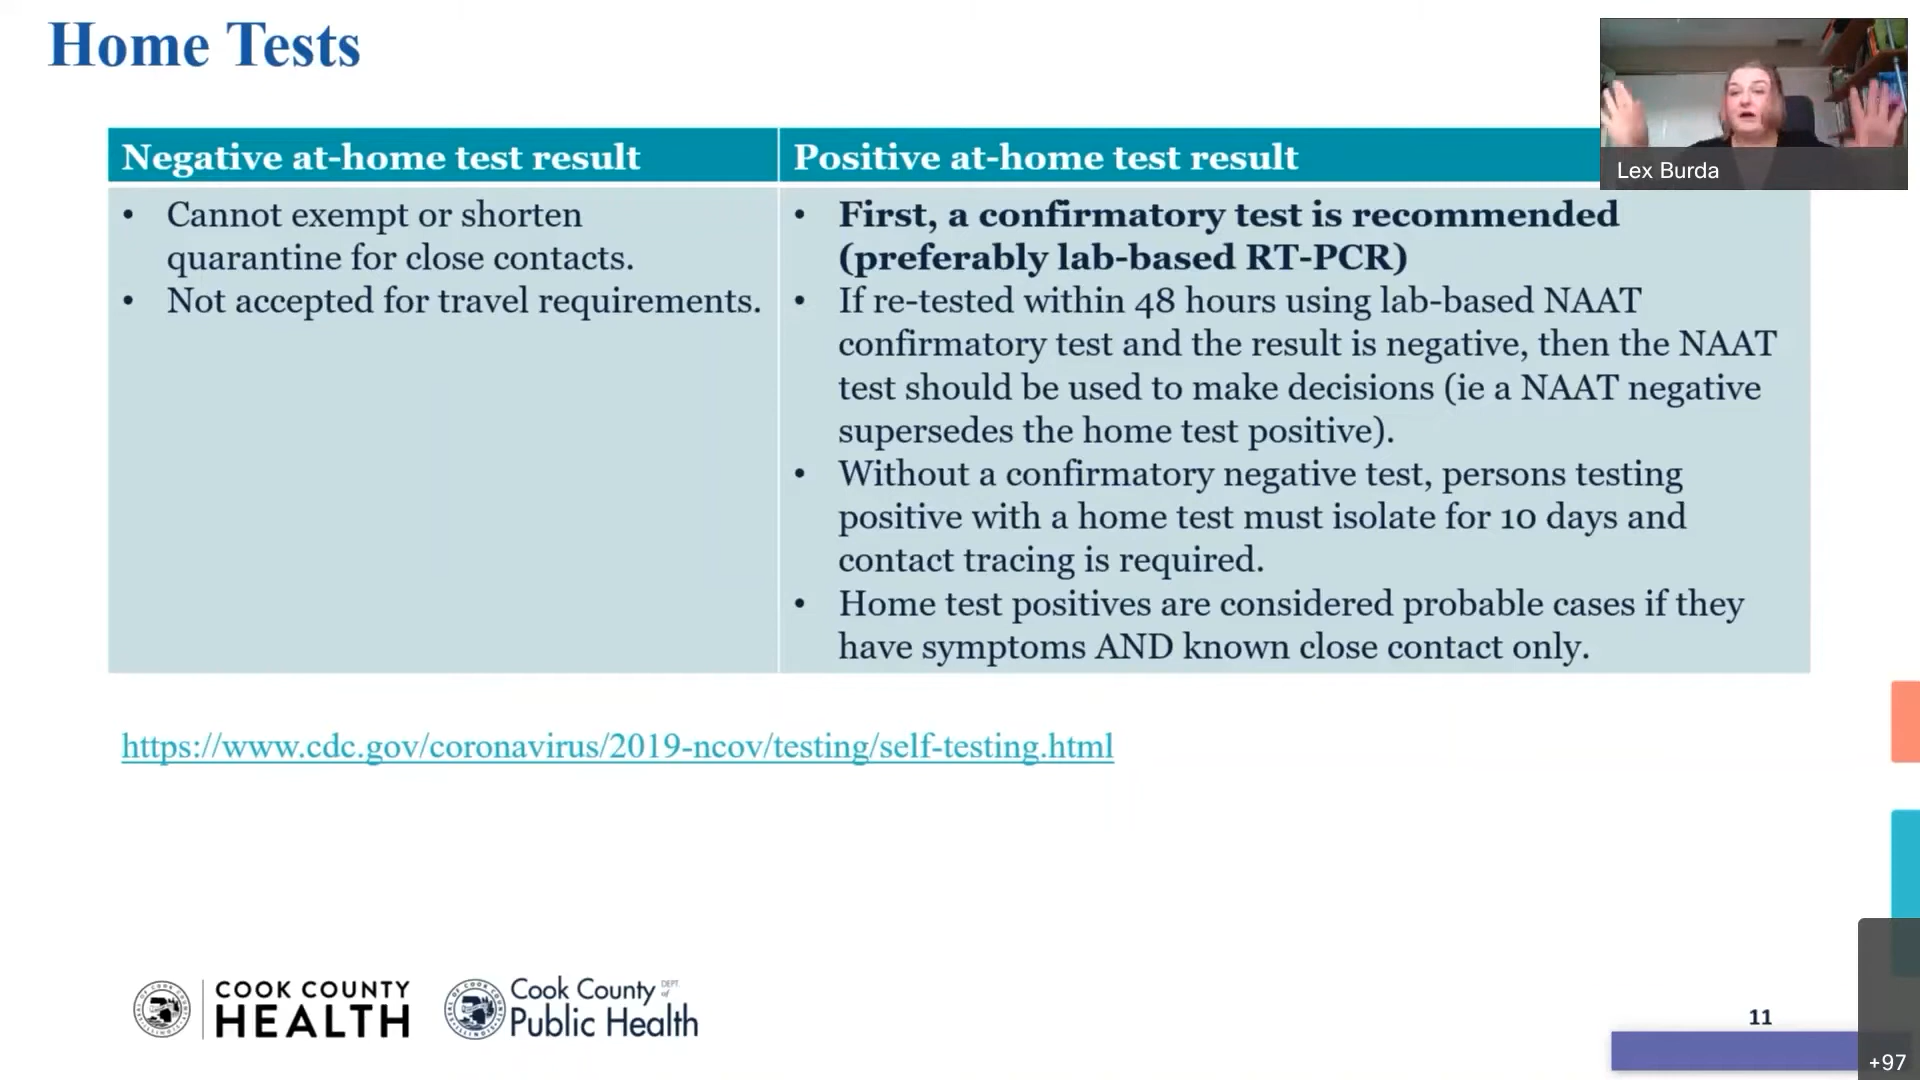 Home Tests
Lex Burda
Negative at-home test result
Positive at-home test result
• Cannot exempt or shorten
quarantine for close contacts.
• Not accepted for travel requirements.
• First, a confirmatory test is recommended
(preferably lab-based RT-PCR)
• If re-tested within 48 hours using lab-based NAAT
confirmatory test and the result is negative, then the NAAT
test should be used to make decisions (ie a NAAT negative
supersedes the home test positive).
• Without a confirmatory negative test, persons testing
positive with a home test must isolate for 10 days and
contact tracing is required.
• Home test positives are considered probable cases if they
have symptoms AND known close contact only.
https://www.cdc.gov/coronavirus/2019-ncov/testing/self-testing.html
COOK COUNTY
HEALTH
Cook County DEPT. of
Public Health
11
+97